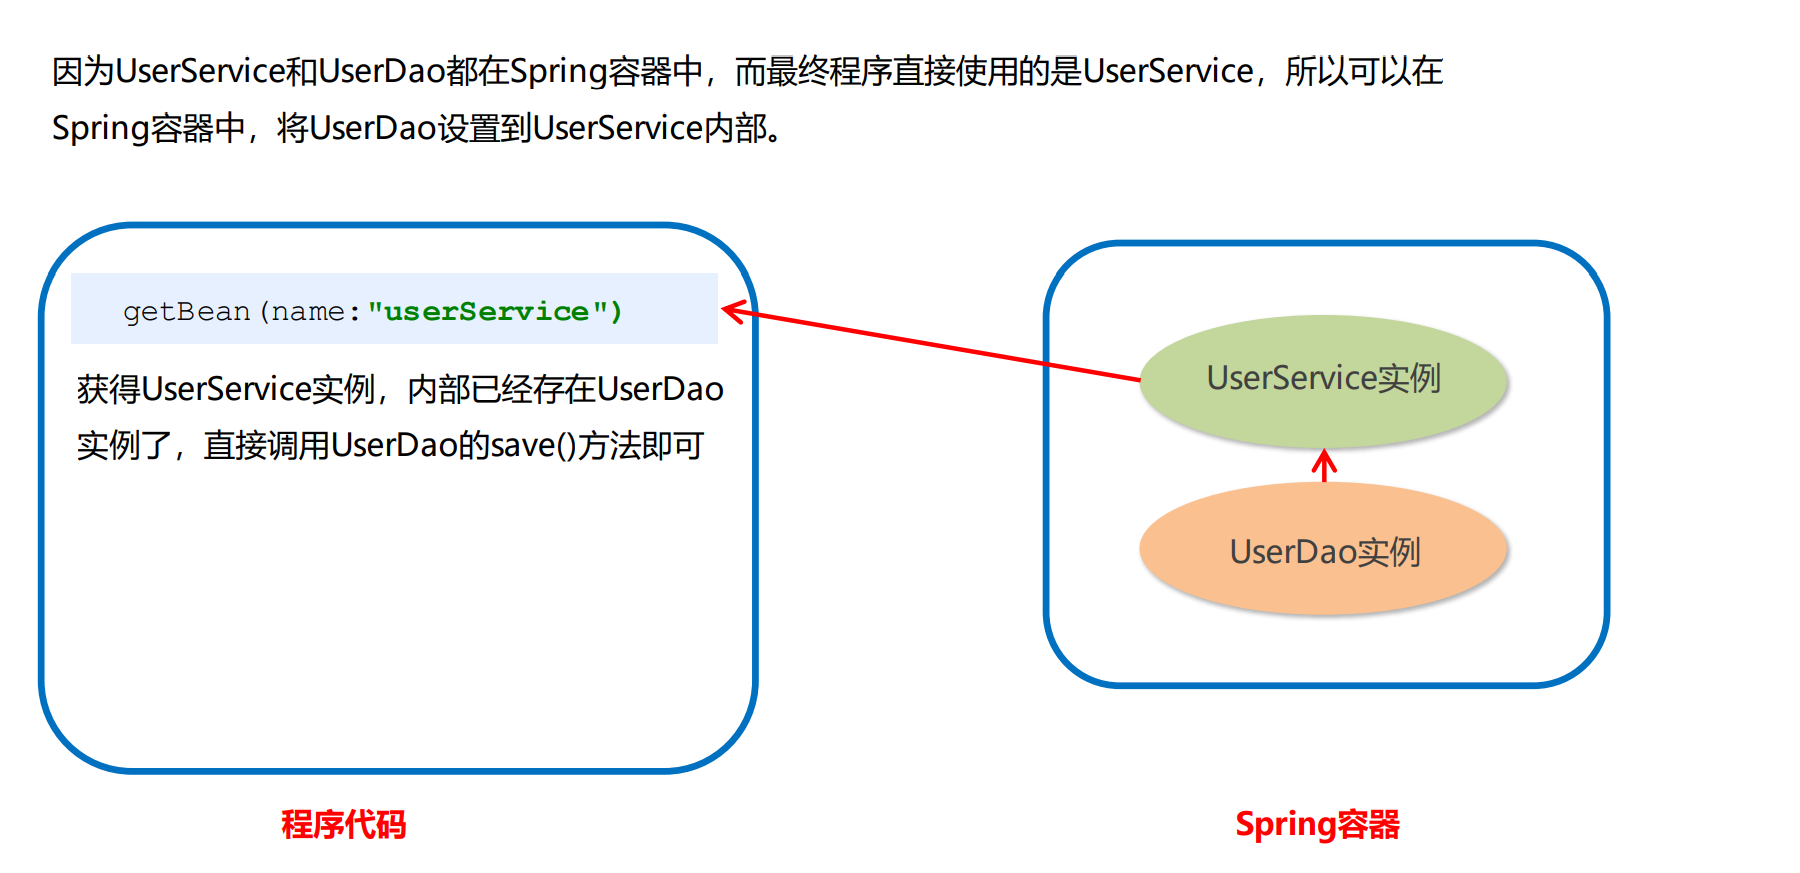 因为UserService和UserDao都在Spring容器中，而最终程序直接使用的是UserService，所以可以在
Spring容器中，将UserDao设置到UserService内部。
getBean(name:"userService")
获得UserService实例，内部已经存在UserDao
实例了，直接调用UserDao的save()方法即可
UserService实例
UserDao实例
程序代码
Spring容器